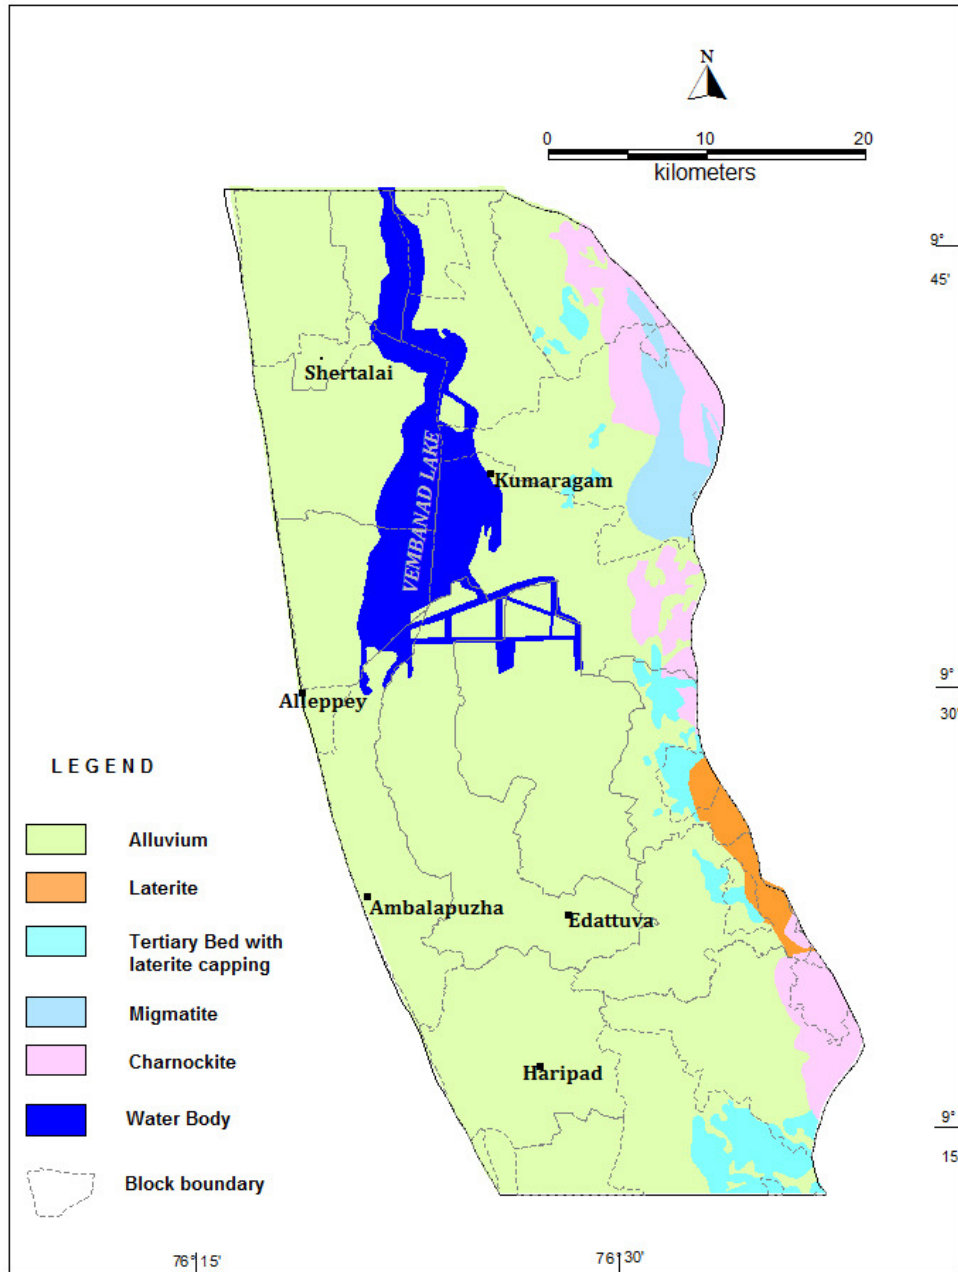 N
0 10 20
kilometers
9°
45'
Shertalai
Kumaragam
VEMBANAD LAKE
9°
30'
Alleppey
L E G E N D
Alluvium
Laterite
Ambalapuzha
Edattuva
Tertiary Bed with
laterite capping
Migmatite
Charnockite
Haripad
Water Body
9°
15'
Block boundary
76°15'
76°30'